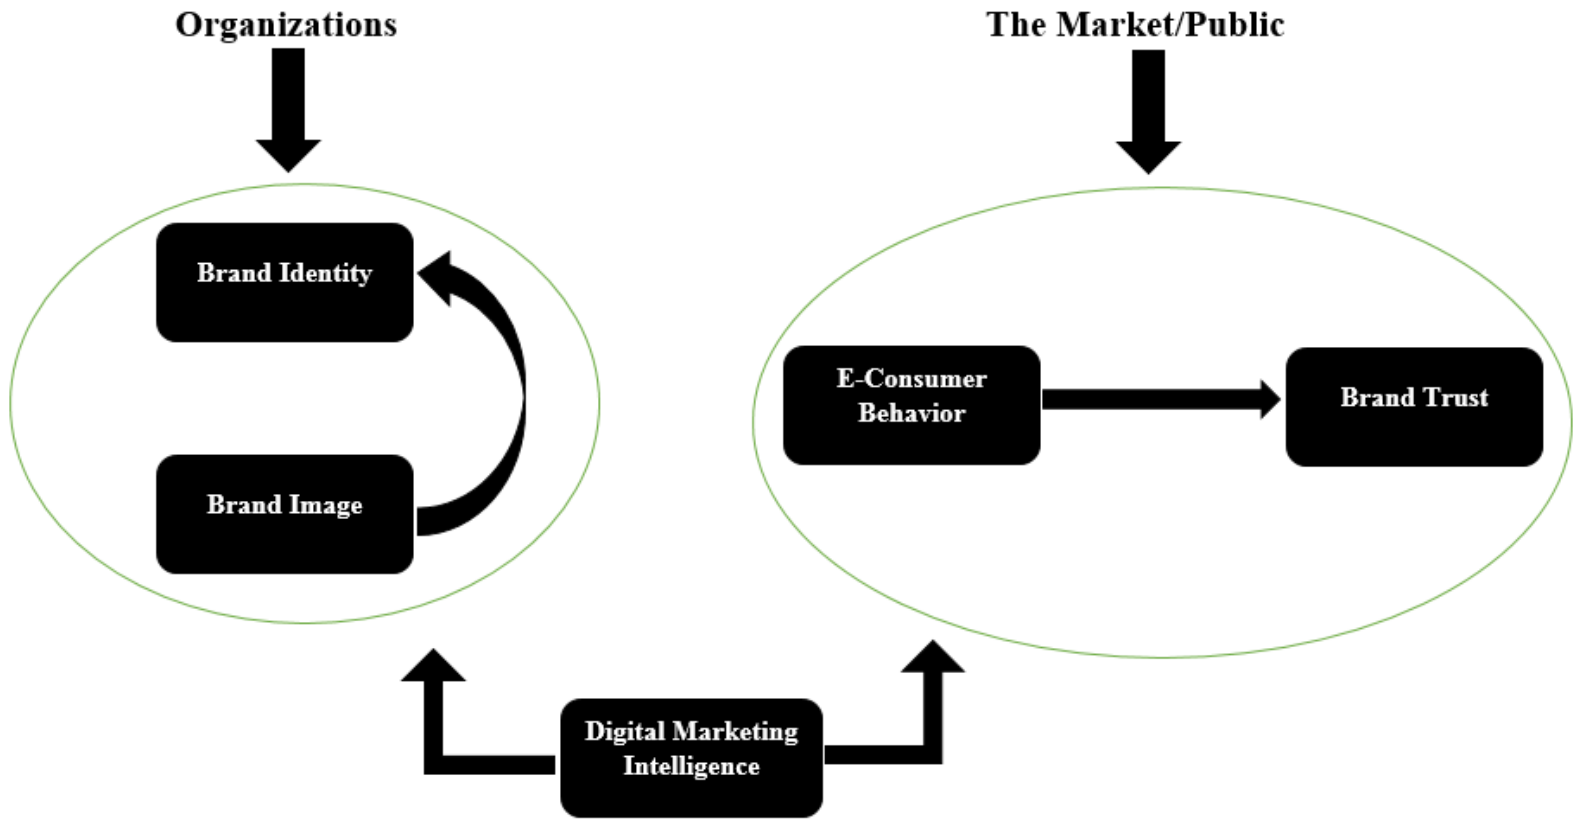 Organizations
The Market/Public
Brand Identity
Brand Image
E-Consumer
Behavior
Brand Trust
Digital Marketing
Intelligence